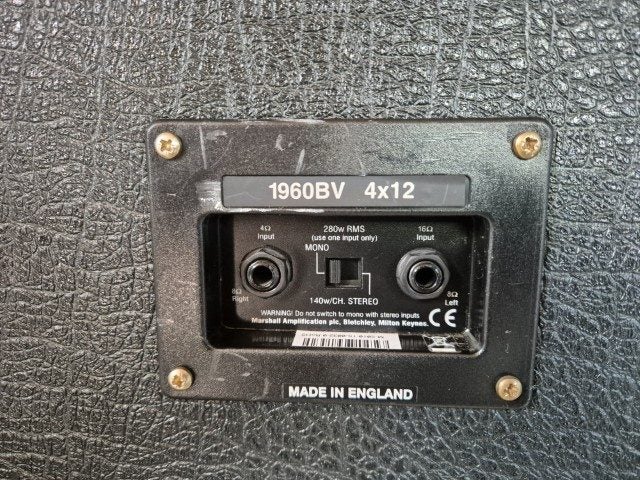 1960BV 4x12
4Ω
Input
280w RMS
(use one input only)
16Ω
Input
MONO
8Ω
Right
140w/CH. STEREO
8Ω
Left
WARNING! Do not switch to mono with stereo inputs
Marshall Amplification plc, Bletchley, Milton Keynes.
CE
MADE IN ENGLAND